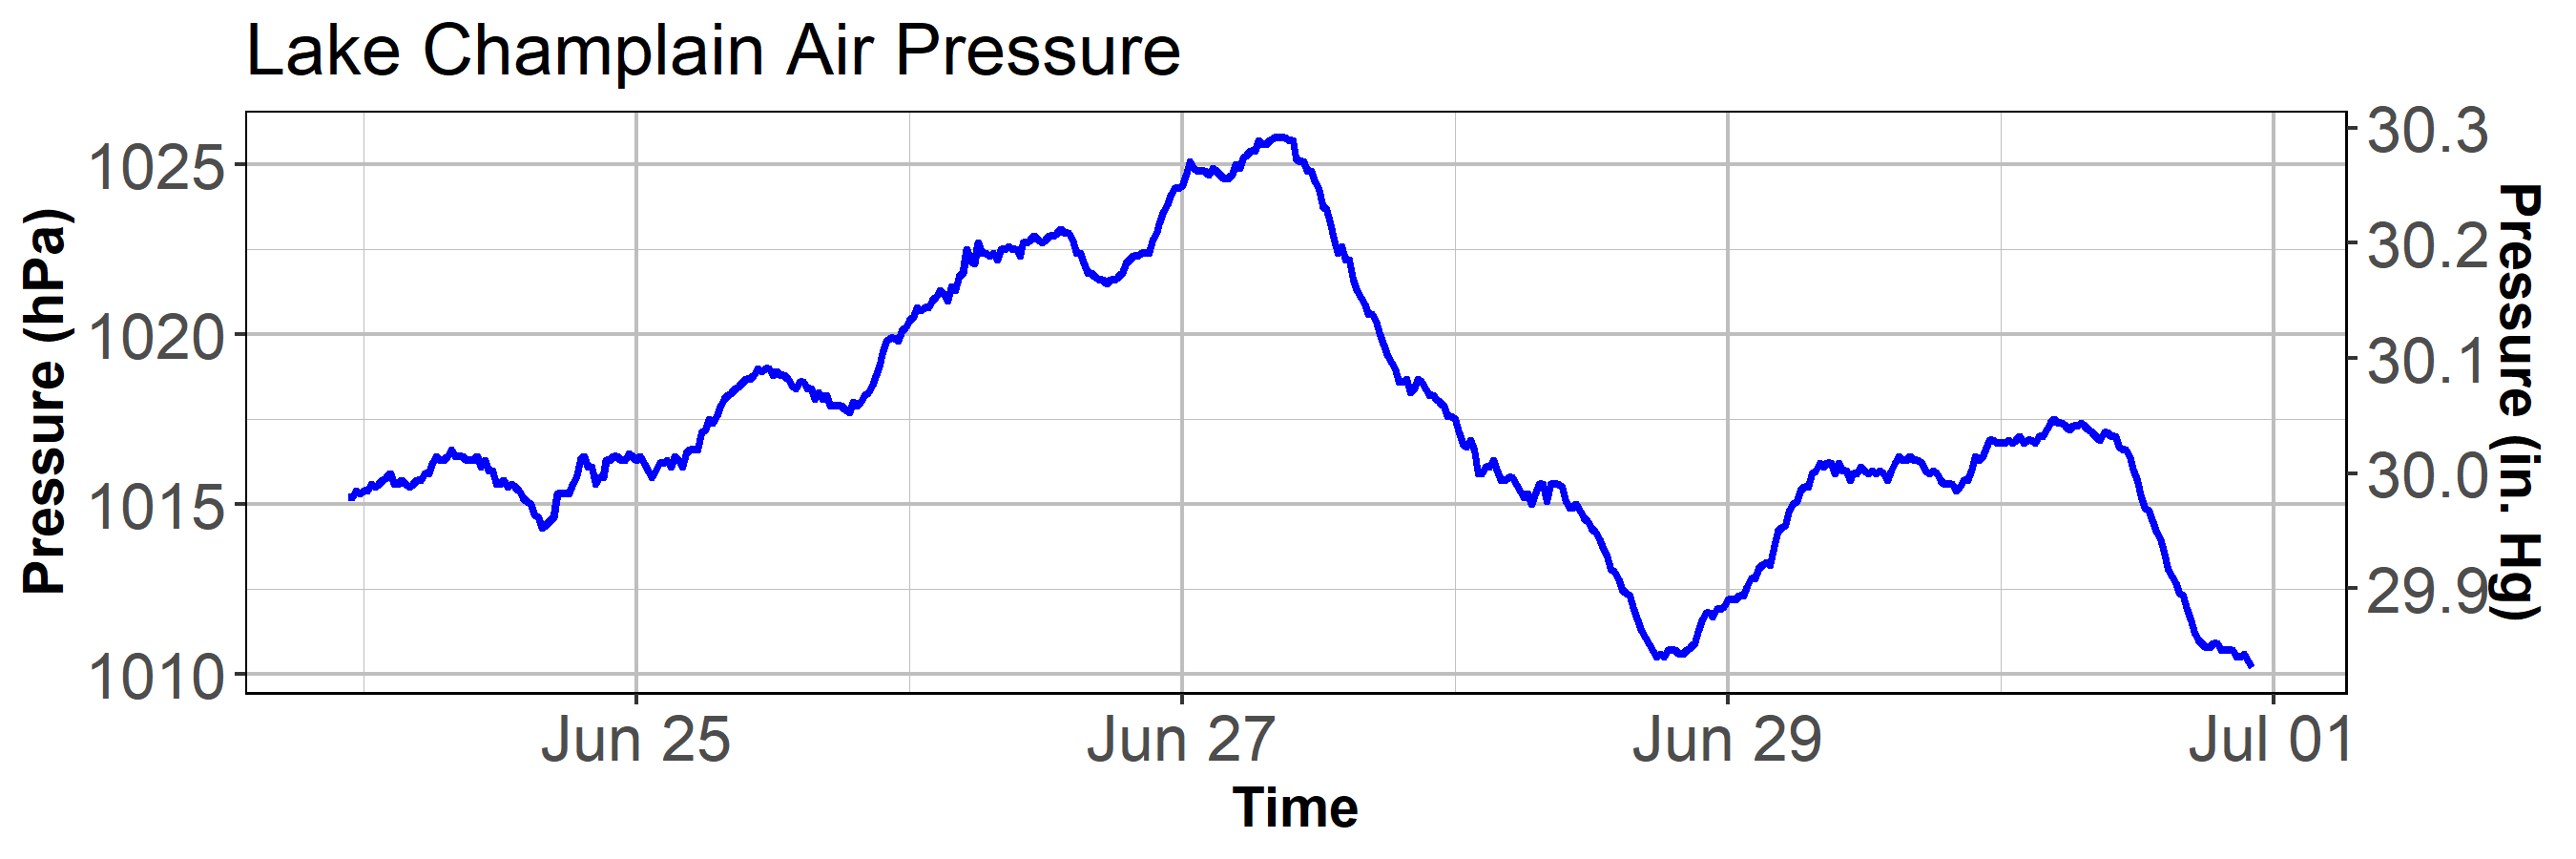 Lake Champlain Air Pressure
Pressure (hPa)
1025
1020
1015
1010
30.3
30.2
30.1
30.0
29.9
Pressure (in. Hg)
Jun 25
Jun 27
Jun 29
Jul 01
Time